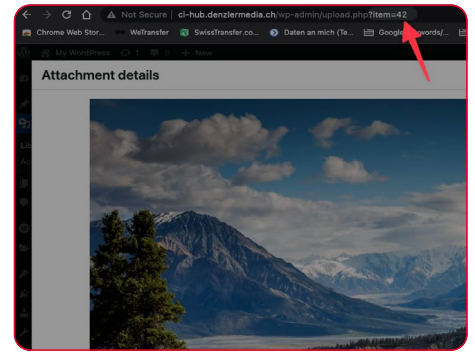 Not Secure | ci-hub.denzlermedia.ch/wp-admin/upload.php?item=42
Chrome Web Stor... WeTransfer SwissTransfer.co... Daten an mich (Te...
My WordPress 1 0 + New
Attachment details